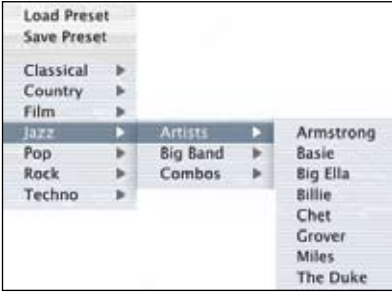 Load Preset
Save Preset
Classical
Country
Film
Jazz
Pop
Rock
Techno
Artists
Big Band
Combos
Armstrong
Basie
Big Ella
Billie
Chet
Grover
Miles
The Duke